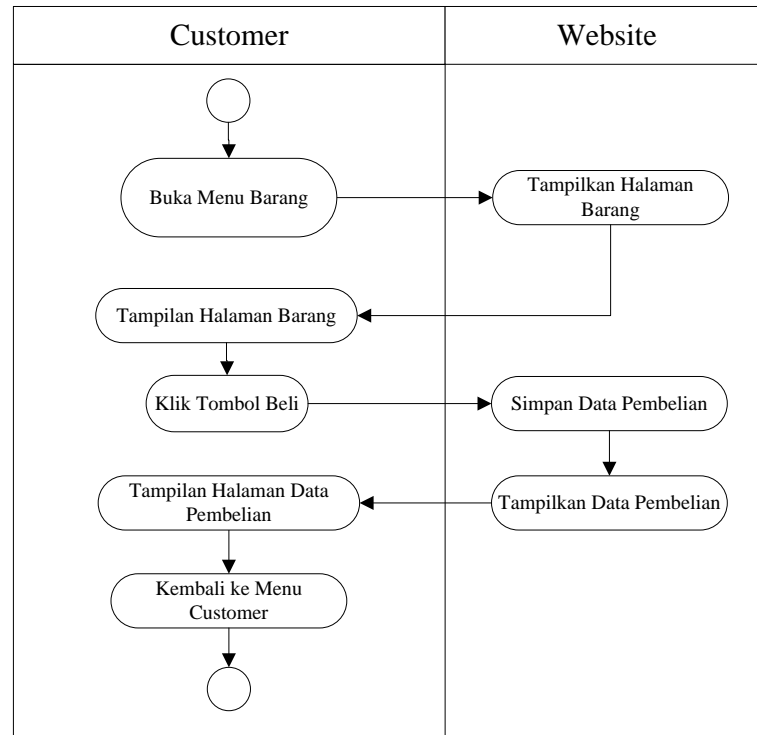 Customer
Website
Buka Menu Barang
Tampilkan Halaman
Barang
Tampilan Halaman Barang
Klik Tombol Beli
Simpan Data Pembelian
Tampilkan Data Pembelian
Tampilan Halaman Data
Pembelian
Kembali ke Menu
Customer